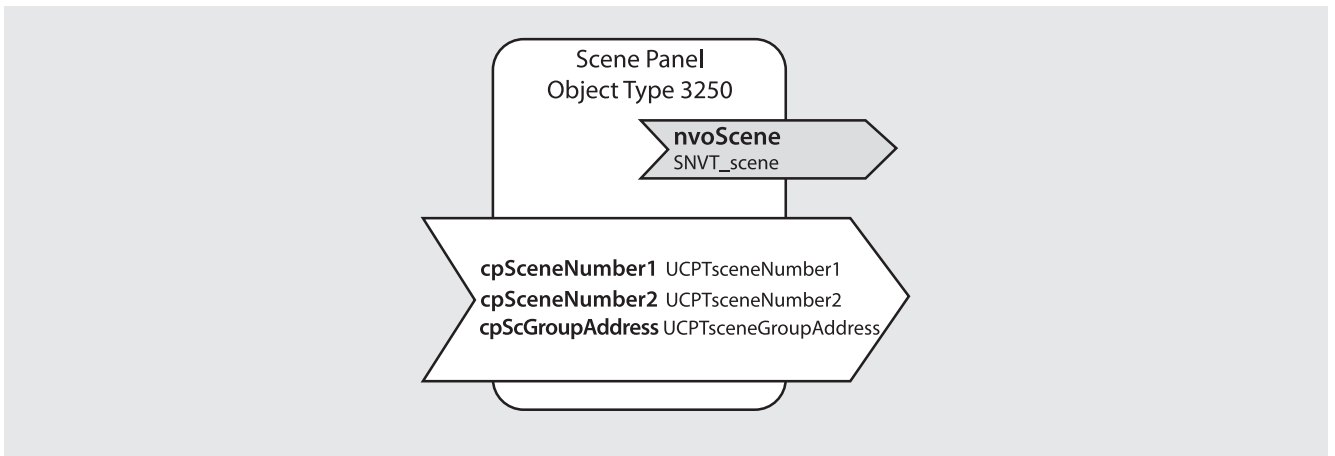 Scene Panel
Object Type 3250
nvoScene
SNVT_scene
cpSceneNumber1 UCPTsceneNumber1
cpSceneNumber2 UCPTsceneNumber2
cpScGroupAddress UCPTsceneGroupAddress